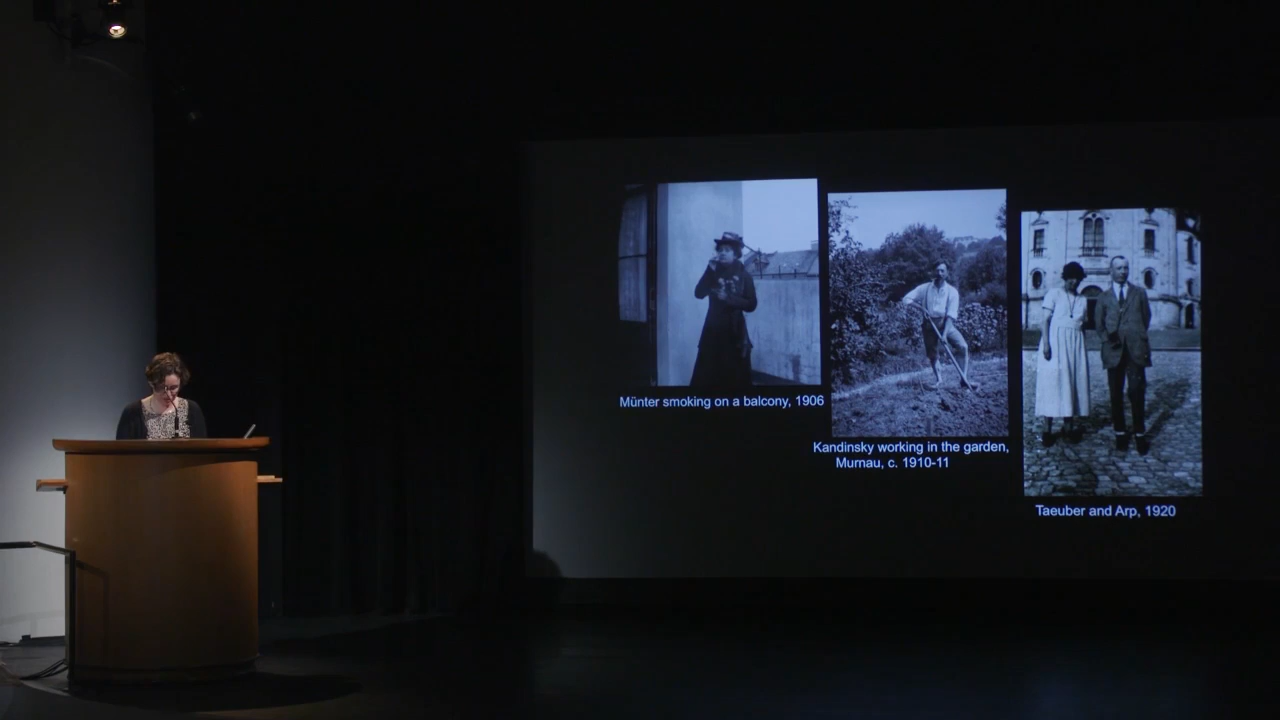 Münter smoking on a balcony, 1906
Kandinsky working in the garden,
Murnau, c. 1910-11
Taeuber and Arp, 1920